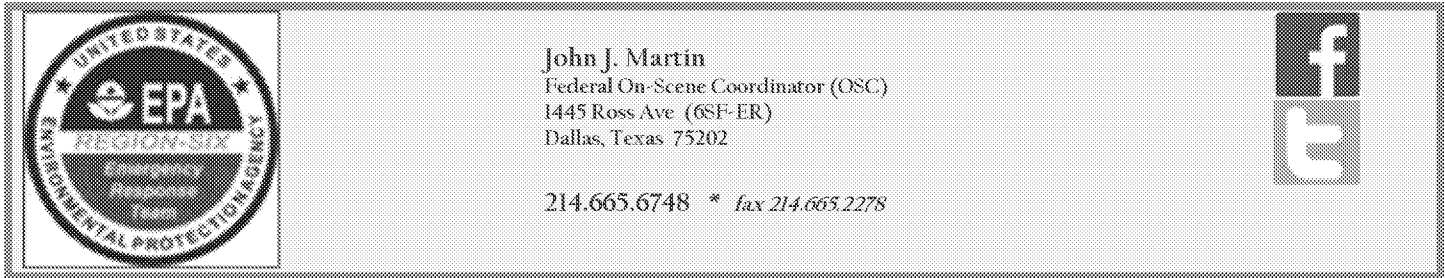 UNITED STATES
EPA
REGION-SIX
Emergency
Response
Team
ENVIRONMENTAL PROTECTION AGENCY
John J. Martin
Federal On-Scene Coordinator (OSC)
1445 Ross Ave (6SF-ER)
Dallas, Texas 75202
214.665.6748 * fax 214.665.2278
f
t